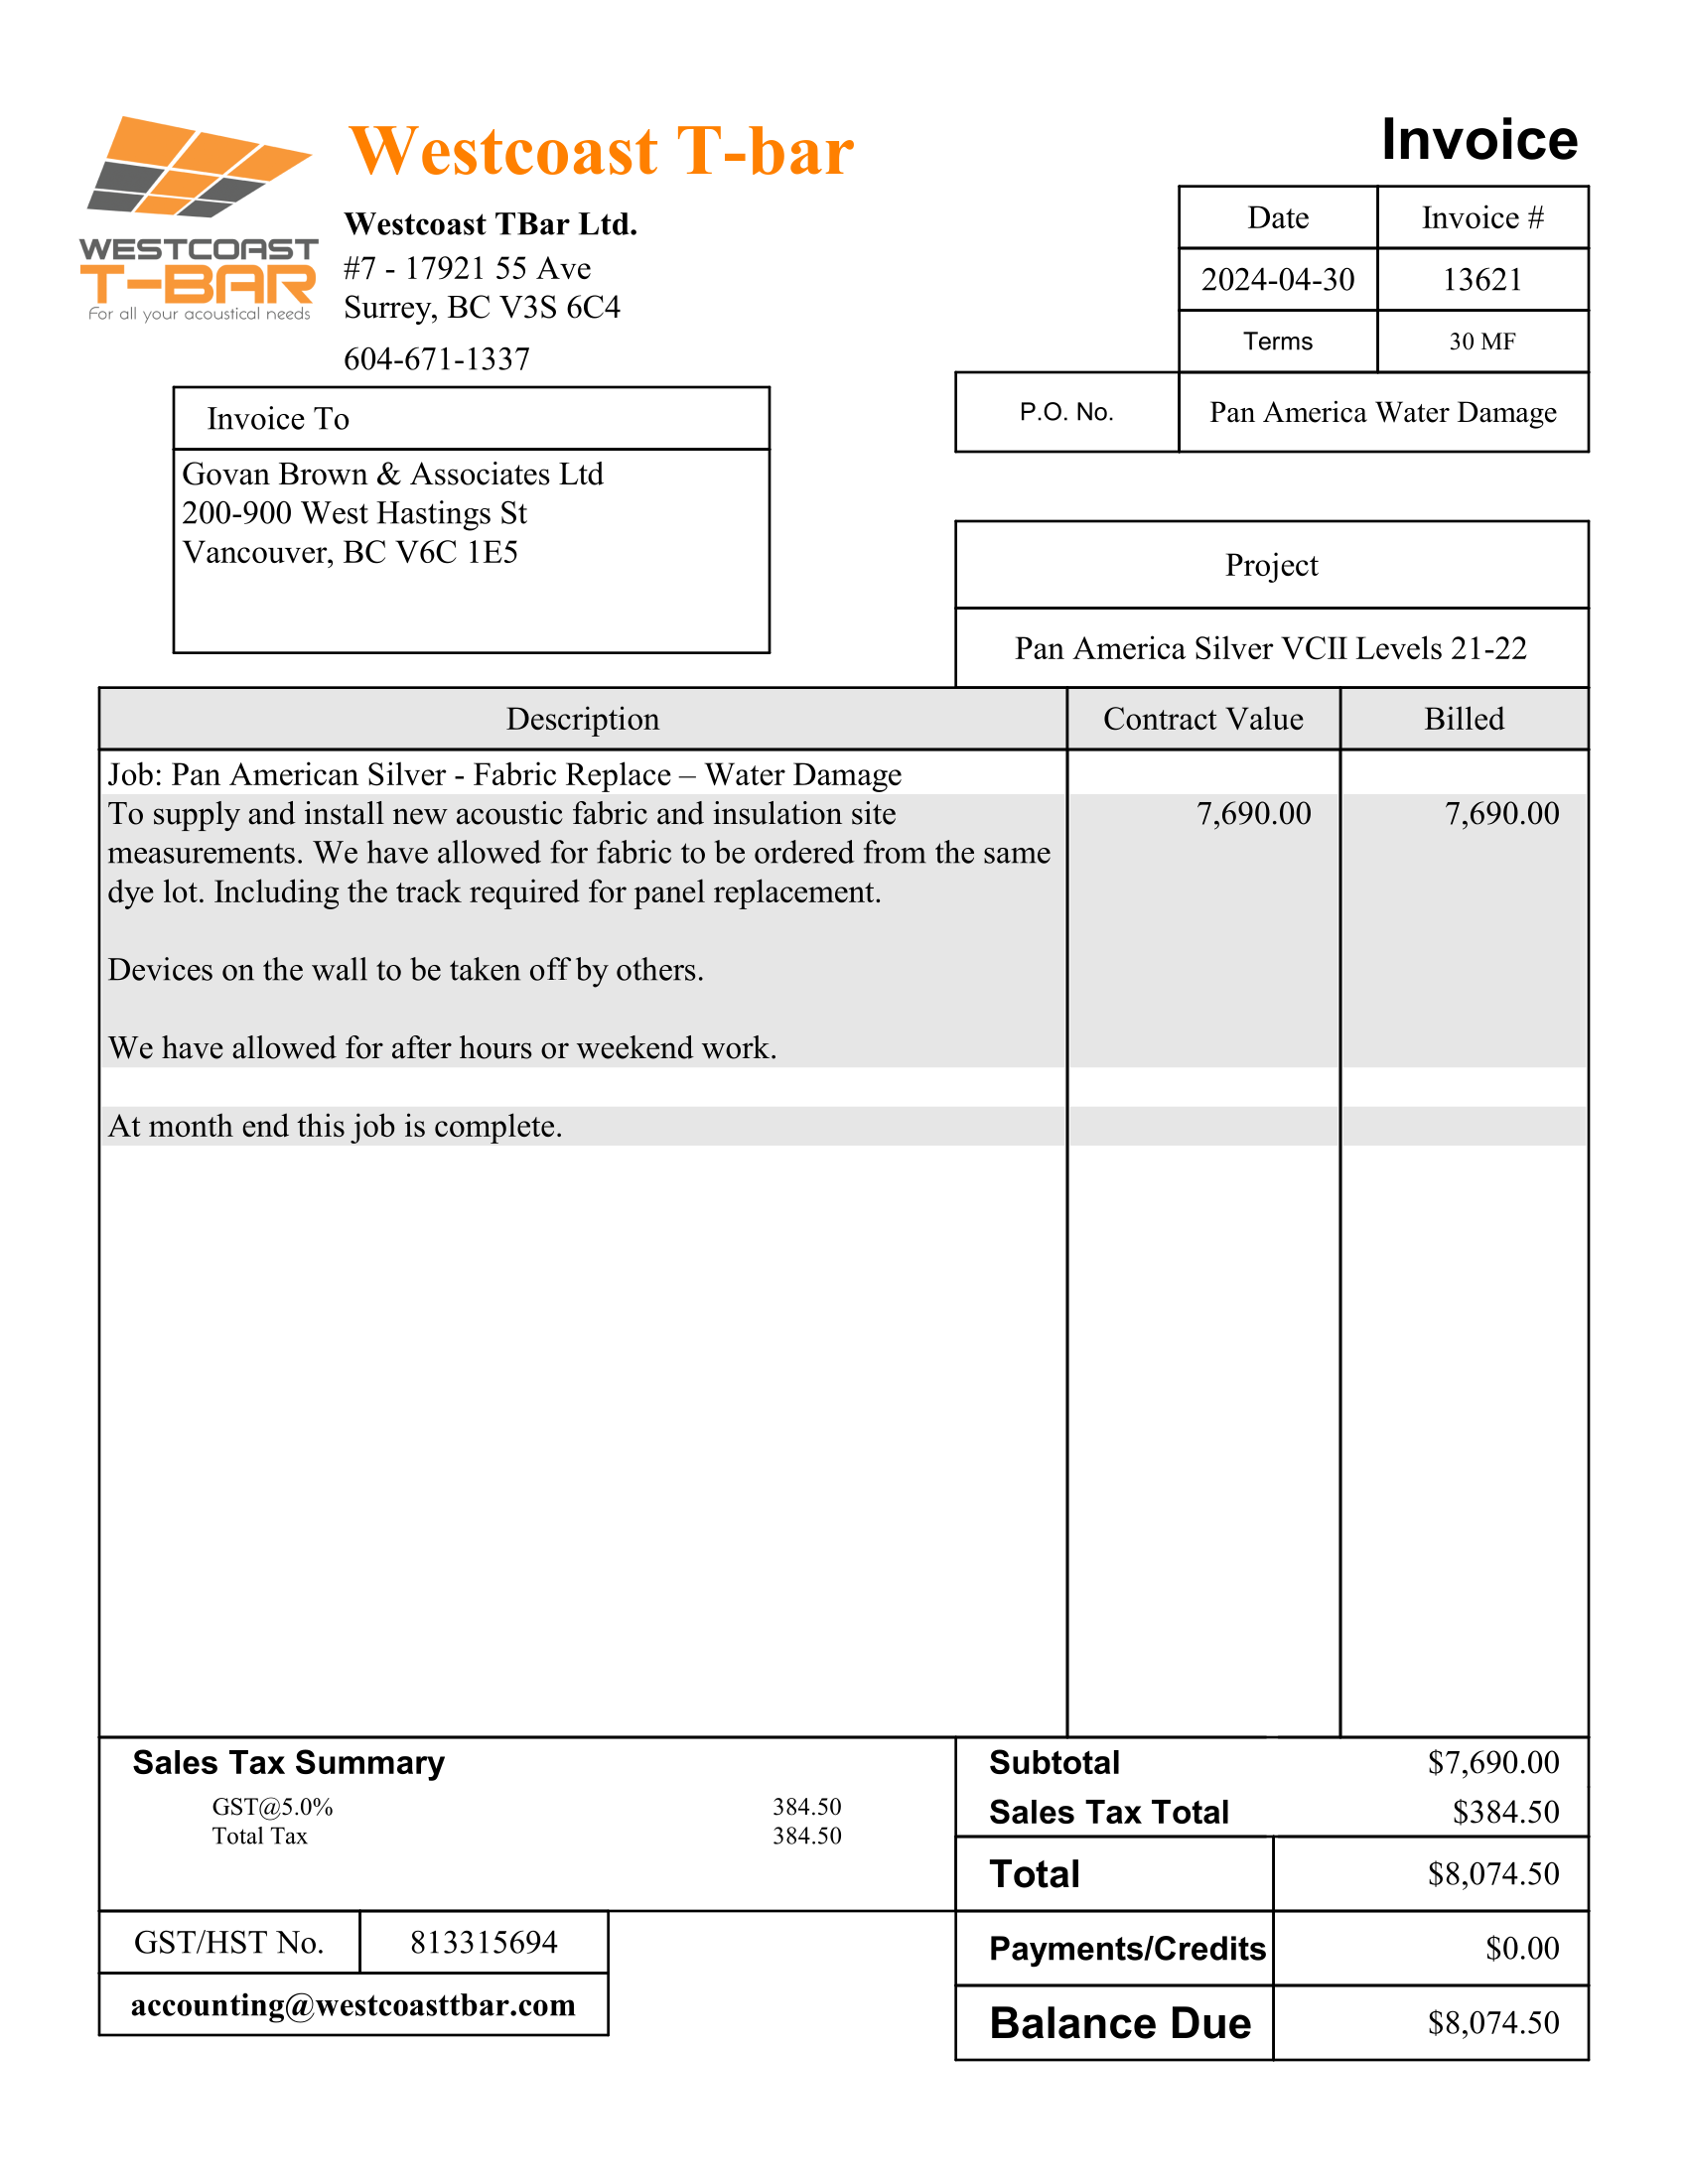 Westcoast T-bar
Invoice
WESTCOAST
T-BAR
For all your acoustical needs
Westcoast TBar Ltd.
#7 - 17921 55 Ave
Surrey, BC V3S 6C4
604-671-1337
Date Invoice #
2024-04-30 13621
Terms 30 MF
P.O. No. Pan America Water Damage
Invoice To
Govan Brown & Associates Ltd
200-900 West Hastings St
Vancouver, BC V6C 1E5
Project
Pan America Silver VCII Levels 21-22
Description Contract Value Billed
Job: Pan American Silver - Fabric Replace – Water Damage
To supply and install new acoustic fabric and insulation site 7,690.00 7,690.00
measurements. We have allowed for fabric to be ordered from the same
dye lot. Including the track required for panel replacement.
Devices on the wall to be taken off by others.
We have allowed for after hours or weekend work.
At month end this job is complete.
Sales Tax Summary
GST@5.0% 384.50
Total Tax 384.50
Subtotal $7,690.00
Sales Tax Total $384.50
Total $8,074.50
GST/HST No. 813315694
Payments/Credits $0.00
accounting@westcoasttbar.com
Balance Due $8,074.50